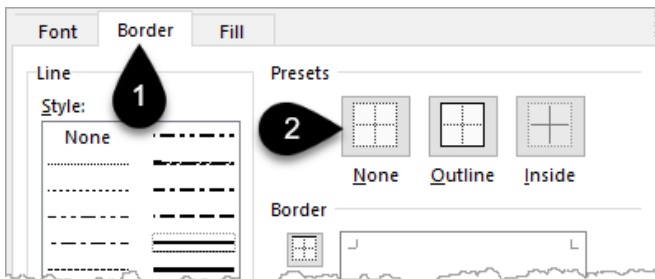 Font Border Fill
Line
Presets
1
Style:
2
None
None Outline Inside
Border